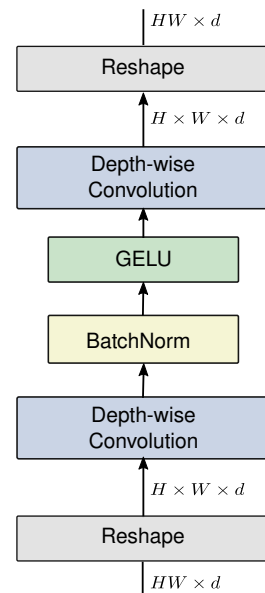 HW × d
Reshape
H × W × d
Depth-wise
Convolution
GELU
BatchNorm
Depth-wise
Convolution
H × W × d
Reshape
HW × d